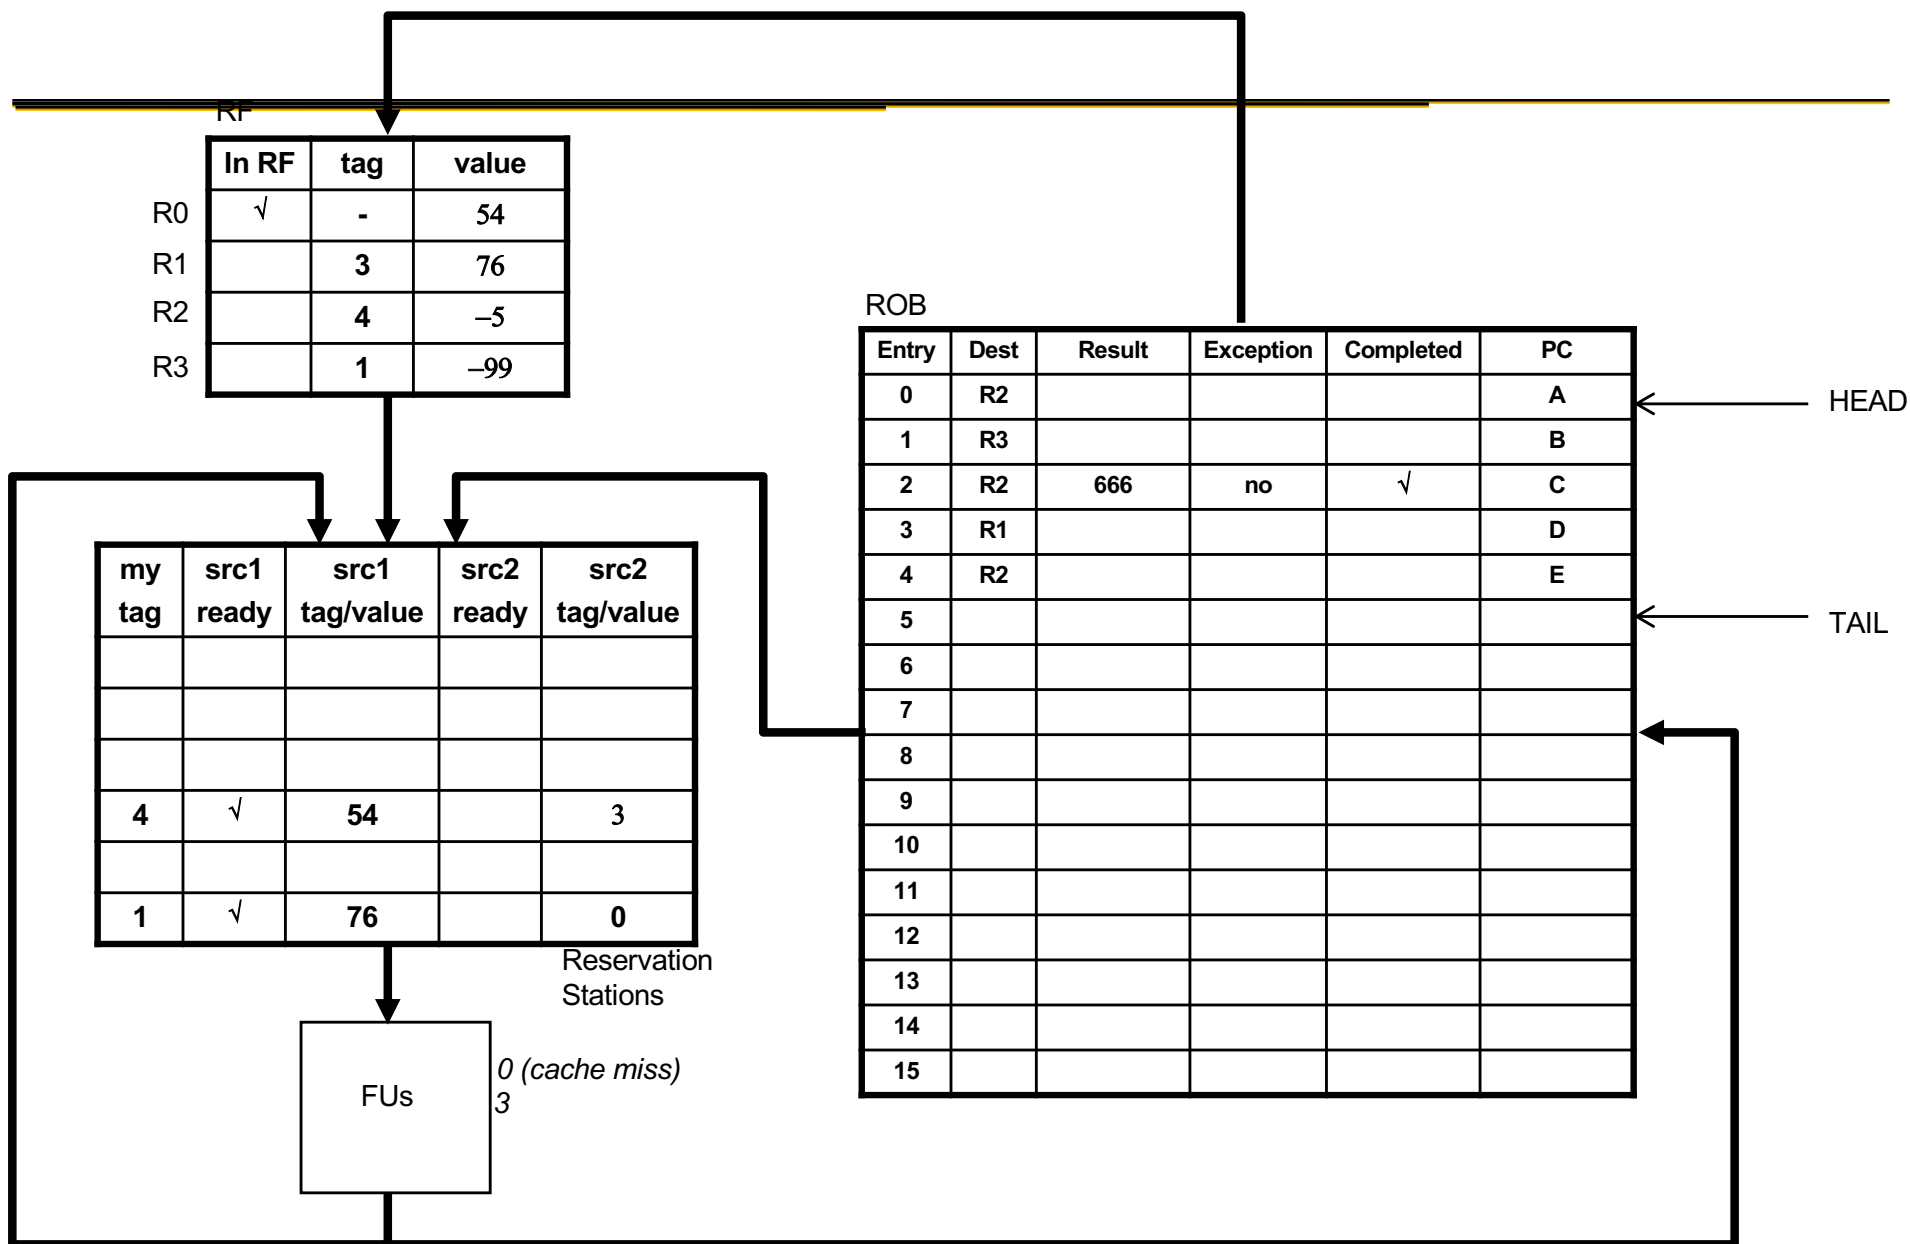 RF
In RF tag value
R0 √ - 54
R1 3 76
R2 4 –5
R3 1 –99
ROB
Entry Dest Result Exception Completed PC
0 R2 A
HEAD
1 R3 B
2 R2 666 no √ C
3 R1 D
4 R2 E
5
TAIL
6
7
8
9
10
11
12
13
14
15
my src1 src1 src2 src2
tag ready tag/value ready tag/value
4 √ 54 3
1 √ 76 0
Reservation
Stations
FUs
0 (cache miss)
3